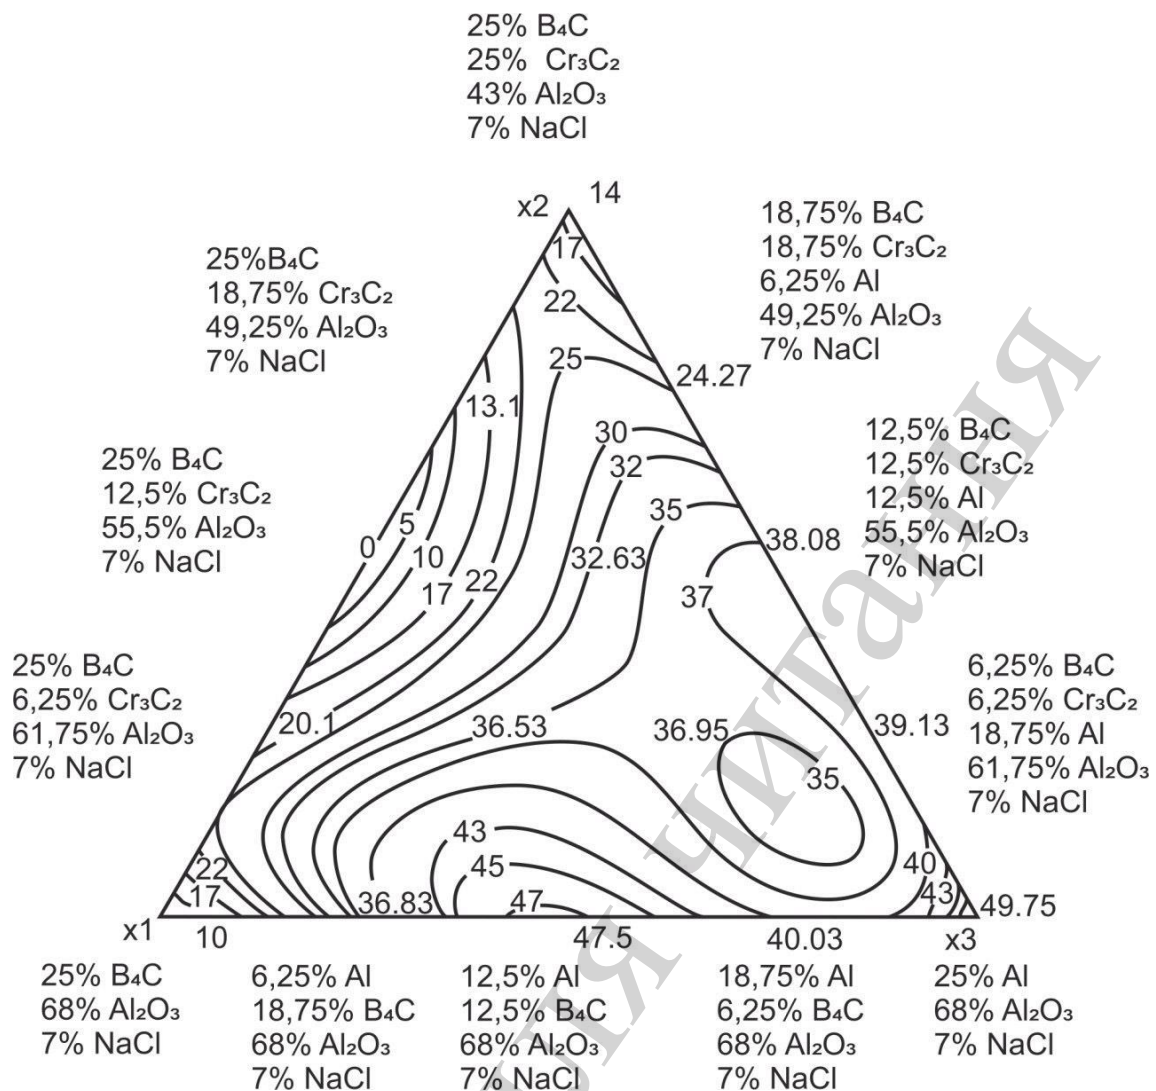 25% B₄C
25% Cr₃C₂
43% Al₂O₃
7% NaCl
x2
14
17
18,75% B₄C
18,75% Cr₃C₂
6,25% Al
49,25% Al₂O₃
7% NaCl
25%B₄C
18,75% Cr₃C₂
49,25% Al₂O₃
7% NaCl
22
25
24.27
13.1
30
32
12,5% B₄C
12,5% Cr₃C₂
12,5% Al
55,5% Al₂O₃
7% NaCl
25% B₄C
12,5% Cr₃C₂
55,5% Al₂O₃
7% NaCl
35
5
0
10
32.63
38.08
17
22
37
25% B₄C
6,25% Cr₃C₂
61,75% Al₂O₃
7% NaCl
6,25% B₄C
6,25% Cr₃C₂
18,75% Al
61,75% Al₂O₃
7% NaCl
20.1
36.53
36.95
39.13
35
43
45
22
17
36.83
47
40
43
49.75
x1
10
47.5
40.03
x3
25% B₄C
68% Al₂O₃
7% NaCl
6,25% Al
18,75% B₄C
68% Al₂O₃
7% NaCl
12,5% Al
12,5% B₄C
68% Al₂O₃
7% NaCl
18,75% Al
6,25% B₄C
68% Al₂O₃
7% NaCl
25% Al
68% Al₂O₃
7% NaCl
читання